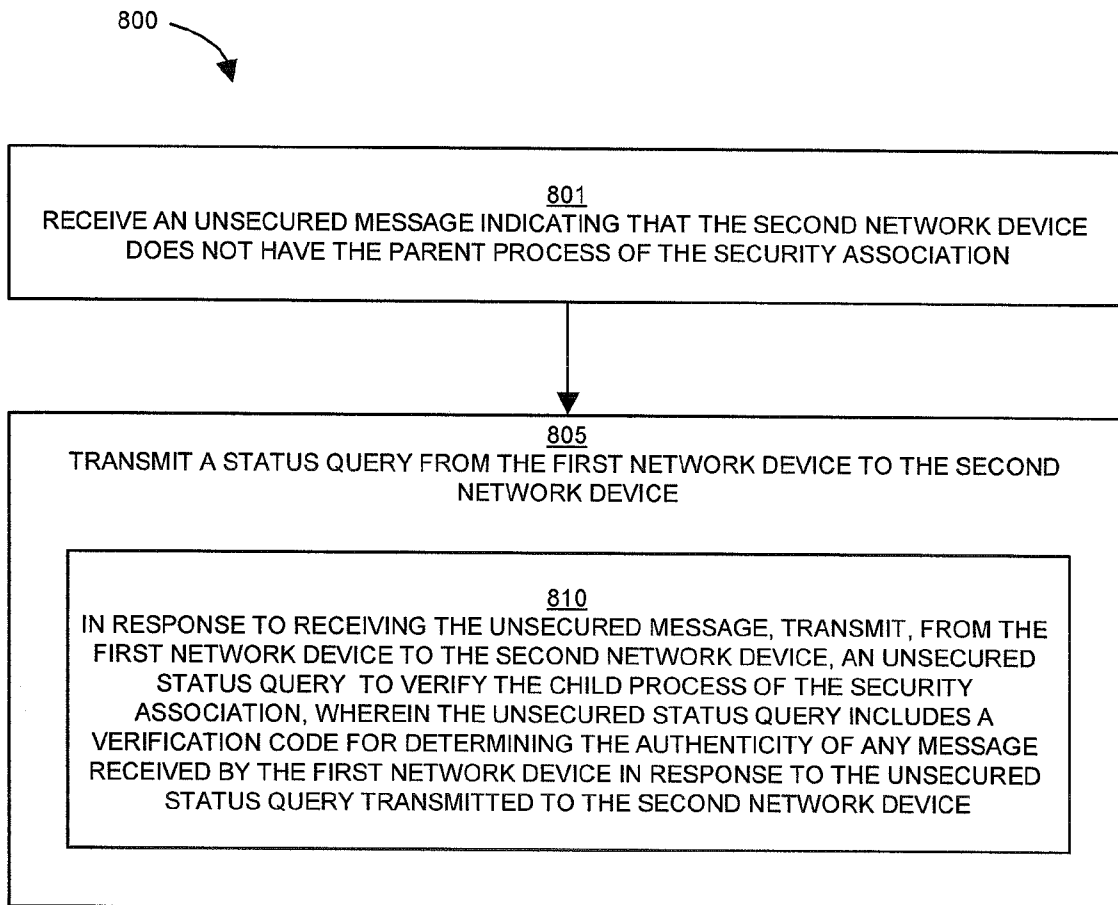 800
801
RECEIVE AN UNSECURED MESSAGE INDICATING THAT THE SECOND NETWORK DEVICE
DOES NOT HAVE THE PARENT PROCESS OF THE SECURITY ASSOCIATION
805
TRANSMIT A STATUS QUERY FROM THE FIRST NETWORK DEVICE TO THE SECOND
NETWORK DEVICE
810
IN RESPONSE TO RECEIVING THE UNSECURED MESSAGE, TRANSMIT, FROM THE
FIRST NETWORK DEVICE TO THE SECOND NETWORK DEVICE, AN UNSECURED
STATUS QUERY TO VERIFY THE CHILD PROCESS OF THE SECURITY
ASSOCIATION, WHEREIN THE UNSECURED STATUS QUERY INCLUDES A
VERIFICATION CODE FOR DETERMINING THE AUTHENTICITY OF ANY MESSAGE
RECEIVED BY THE FIRST NETWORK DEVICE IN RESPONSE TO THE UNSECURED
STATUS QUERY TRANSMITTED TO THE SECOND NETWORK DEVICE